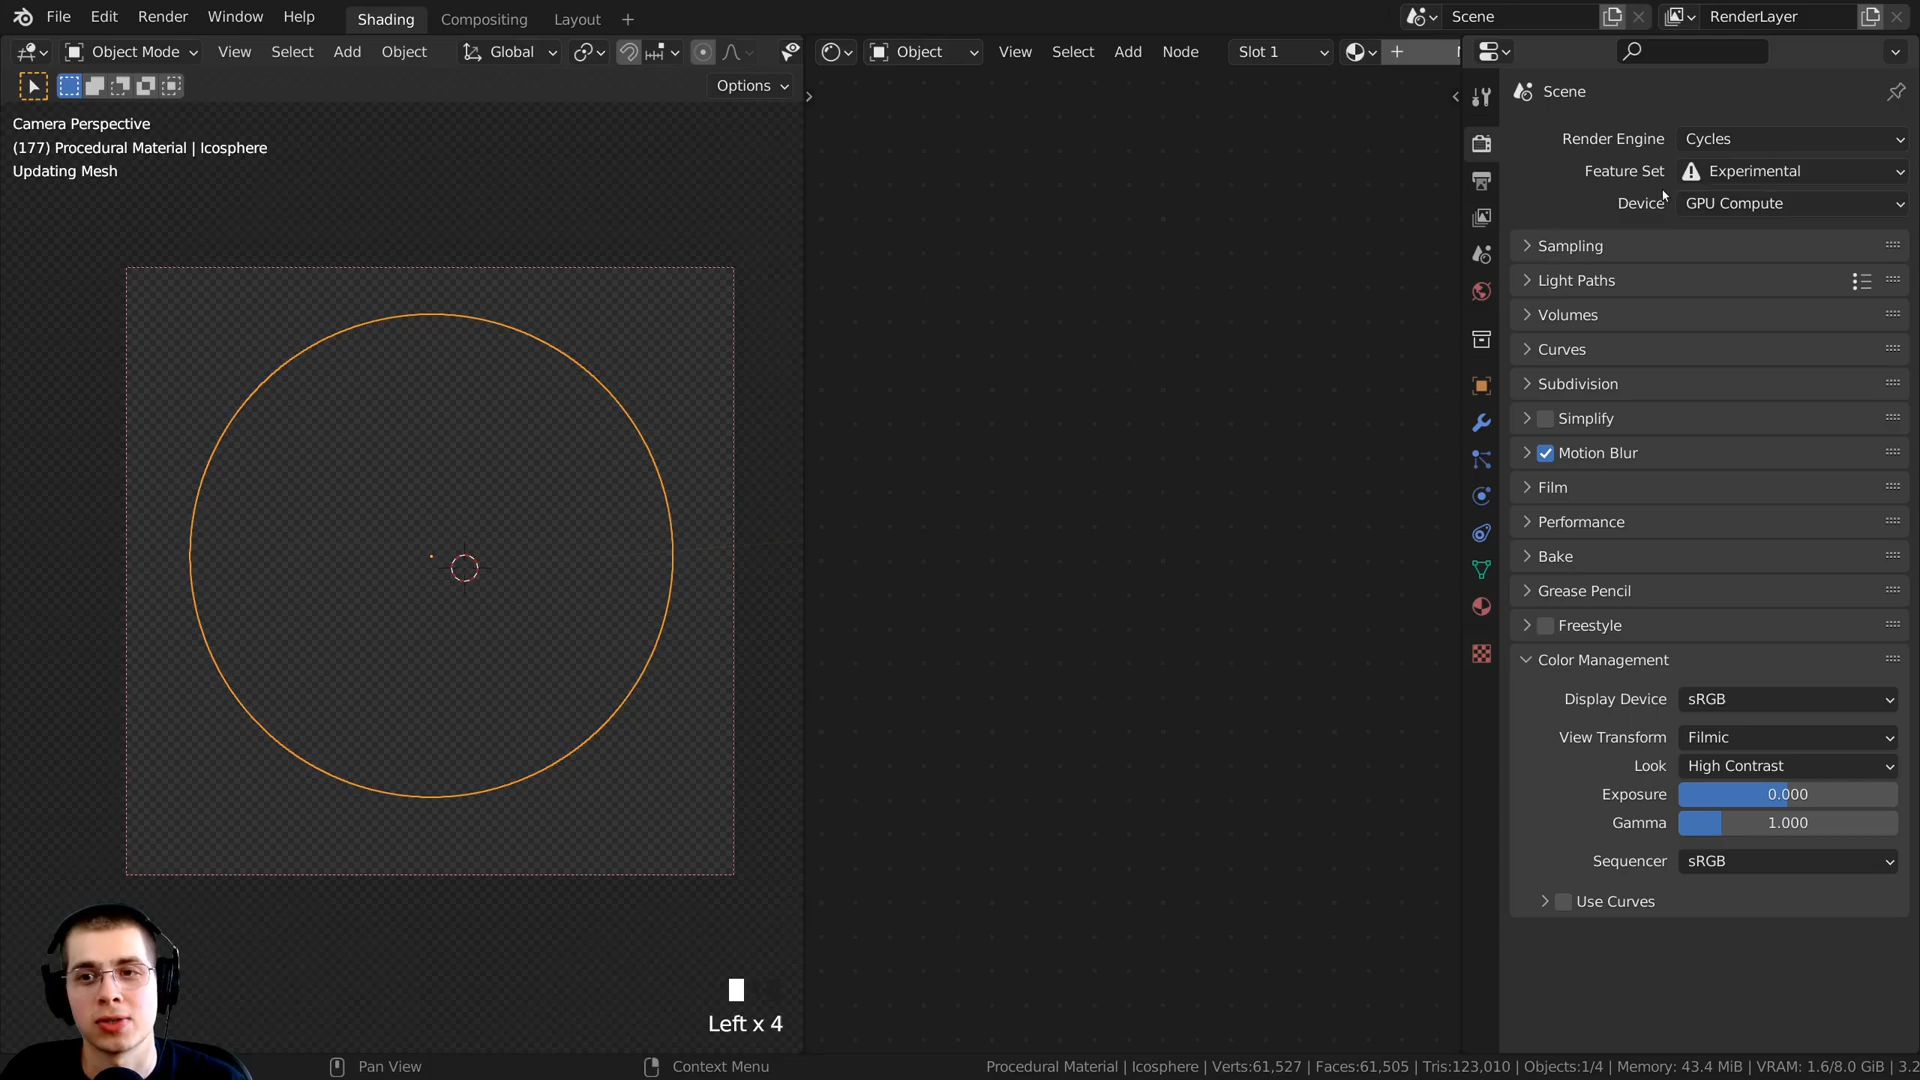 File Edit Render Window Help Shading Compositing Layout + Scene RenderLayer
Object Mode View Select Add Object Global Object View Select Add Node Slot 1 +
Options
Camera Perspective
(177) Procedural Material | Icosphere
Updating Mesh
Scene
Render Engine Cycles
Feature Set Experimental
Device GPU Compute
Sampling
Light Paths
Volumes
Curves
Subdivision
Simplify
Motion Blur
Film
Performance
Bake
Grease Pencil
Freestyle
Color Management
Display Device sRGB
View Transform Filmic
Look High Contrast
Exposure 0.000
Gamma 1.000
Sequencer sRGB
Use Curves
Left x 4
Pan View Context Menu Procedural Material | Icosphere | Verts:61,527 | Faces:61,505 | Tris:123,010 | Objects:1/4 | Memory: 43.4 MiB | VRAM: 1.6/8.0 GiB | 3.2